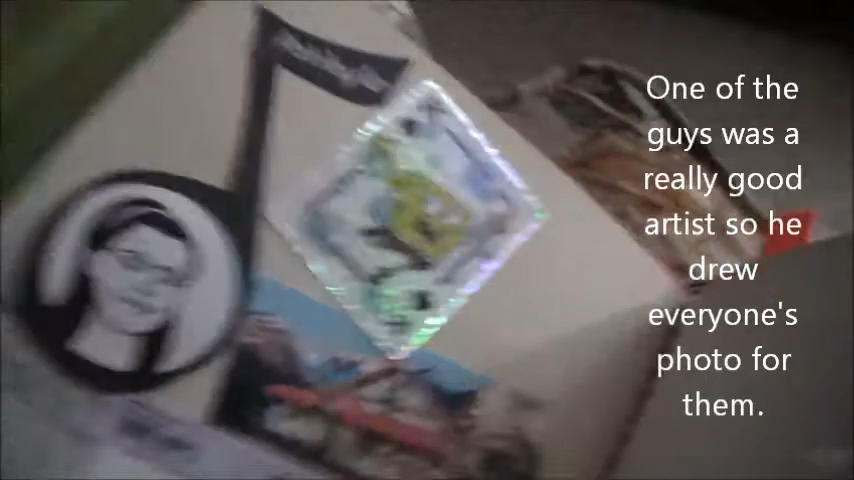 One of the
guys was a
really good
artist so he
drew
everyone's
photo for
them.